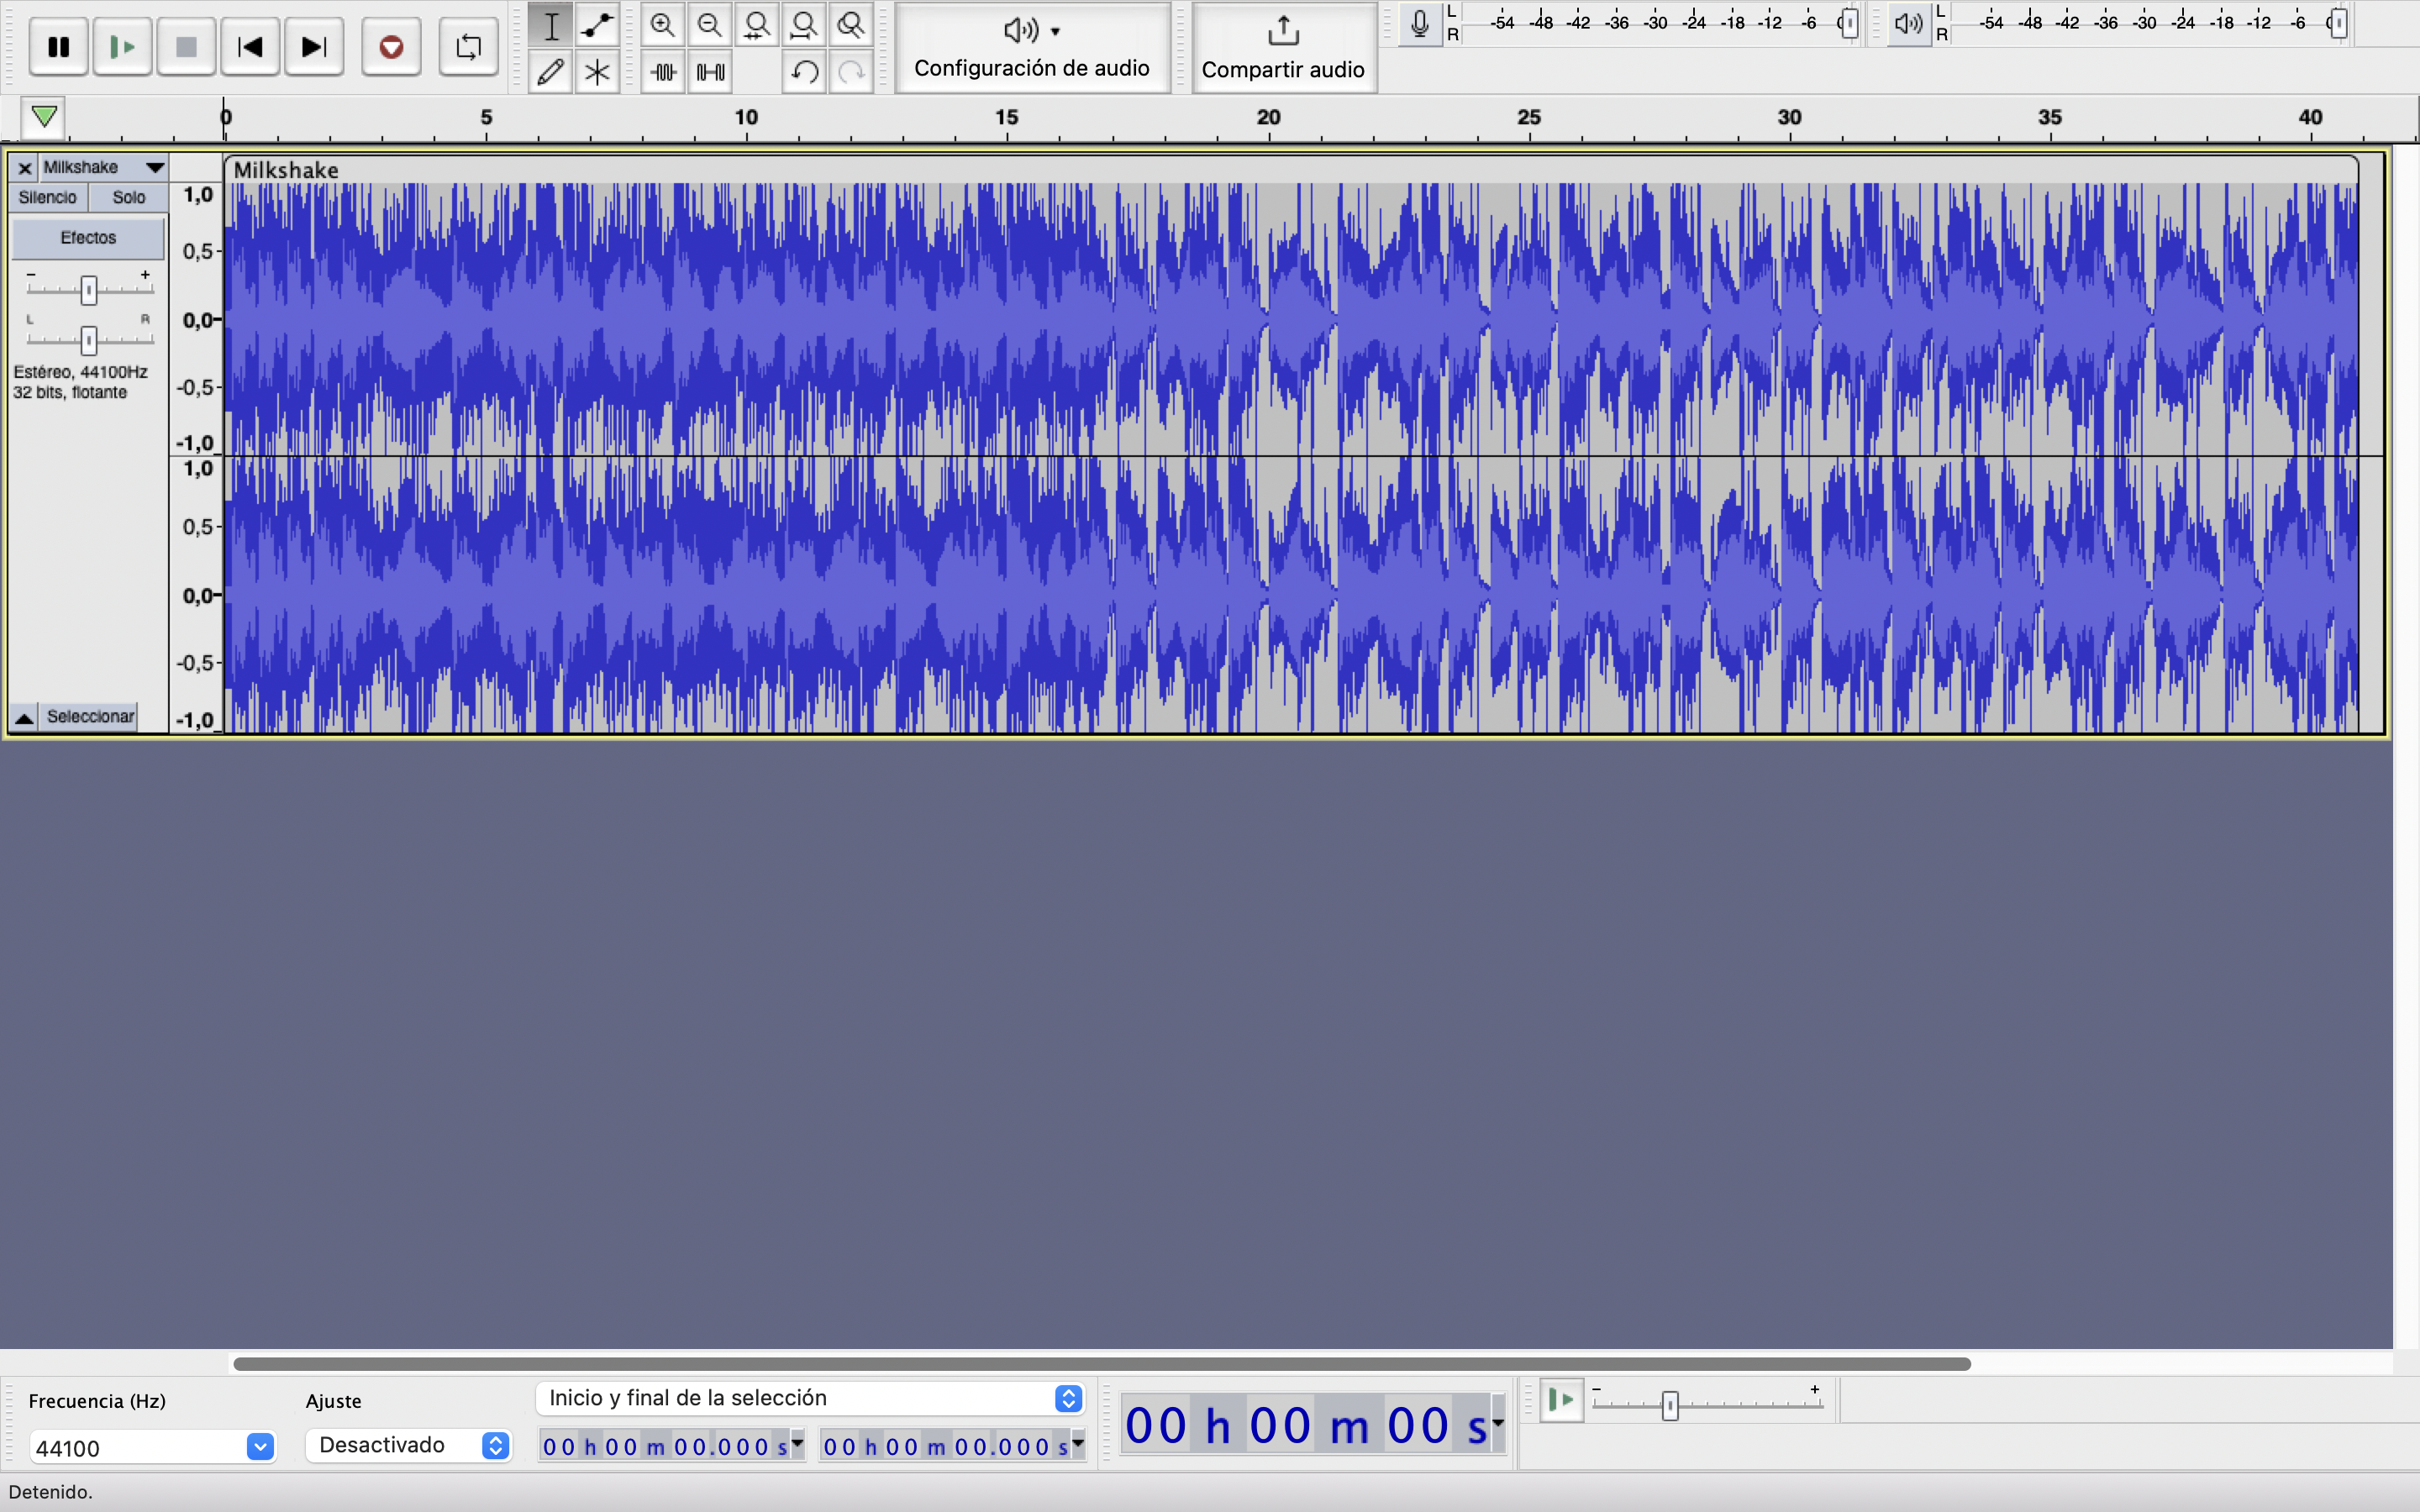 Configuración de audio
Compartir audio
L
R
-54 -48 -42 -36 -30 -24 -18 -12 -6
L
R
-54 -48 -42 -36 -30 -24 -18 -12 -6
0 5 10 15 20 25 30 35 40
Milkshake
Milkshake
Silencio Solo
Efectos
- +
L R
Estéreo, 44100Hz
32 bits, flotante
Seleccionar
1,0
0,5
0,0
-0,5
-1,0
1,0
0,5
0,0
-0,5
-1,0
Frecuencia (Hz)
44100
Ajuste
Desactivado
Inicio y final de la selección
00 h 00 m 00.000 s 00 h 00 m 00.000 s
00 h 00 m 00 s
- +
Detenido.